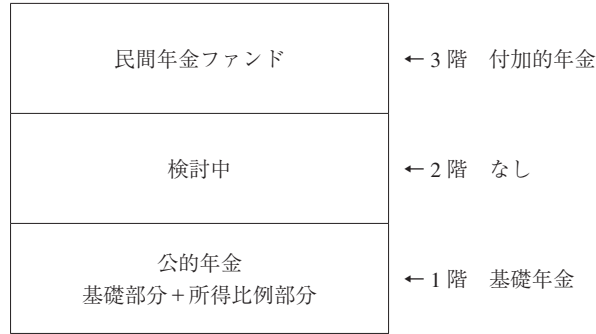 民間年金ファンド ←3階 付加的年金
検討中 ←2階 なし
公的年金
基礎部分+所得比例部分 ←1階 基礎年金